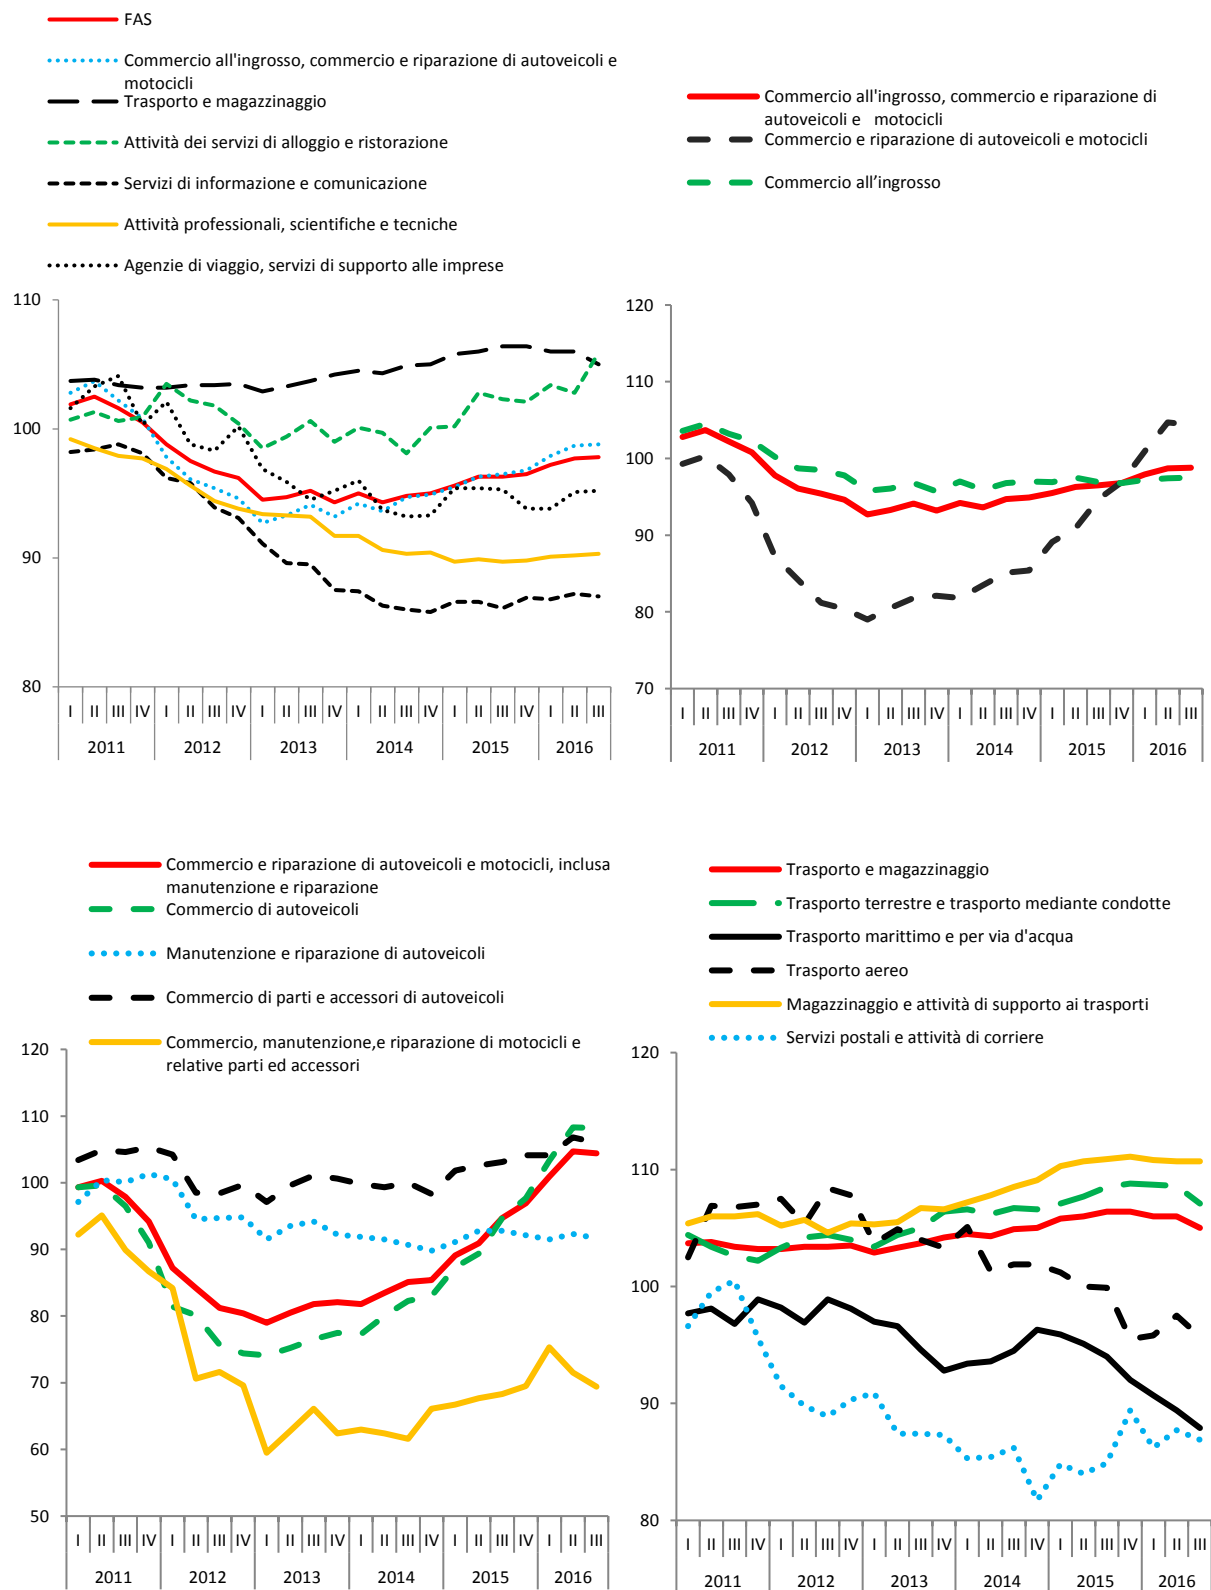 FAS
Commercio all'ingrosso, commercio e riparazione di autoveicoli e
motocicli
Trasporto e magazzinaggio
Attività dei servizi di alloggio e ristorazione
Servizi di informazione e comunicazione
Attività professionali, scientifiche e tecniche
Agenzie di viaggio, servizi di supporto alle imprese
110
100
90
80
I II III IV I II III IV I II III IV I II III IV I II III IV I II III
2011 2012 2013 2014 2015 2016
Commercio all'ingrosso, commercio e riparazione di
autoveicoli e motocicli
Commercio e riparazione di autoveicoli e motocicli
Commercio all’ingrosso
120
110
100
90
80
70
I II III IV I II III IV I II III IV I II III IV I II III IV I II III
2011 2012 2013 2014 2015 2016
Commercio e riparazione di autoveicoli e motocicli, inclusa
manutenzione e riparazione
Commercio di autoveicoli
Manutenzione e riparazione di autoveicoli
Commercio di parti e accessori di autoveicoli
Commercio, manutenzione,e riparazione di motocicli e
relative parti ed accessori
120
110
100
90
80
70
60
50
I II III IV I II III IV I II III IV I II III IV I II III IV I II III
2011 2012 2013 2014 2015 2016
Trasporto e magazzinaggio
Trasporto terrestre e trasporto mediante condotte
Trasporto marittimo e per via d'acqua
Trasporto aereo
Magazzinaggio e attività di supporto ai trasporti
Servizi postali e attività di corriere
120
110
100
90
80
I II III IV I II III IV I II III IV I II III IV I II III IV I II III
2011 2012 2013 2014 2015 2016